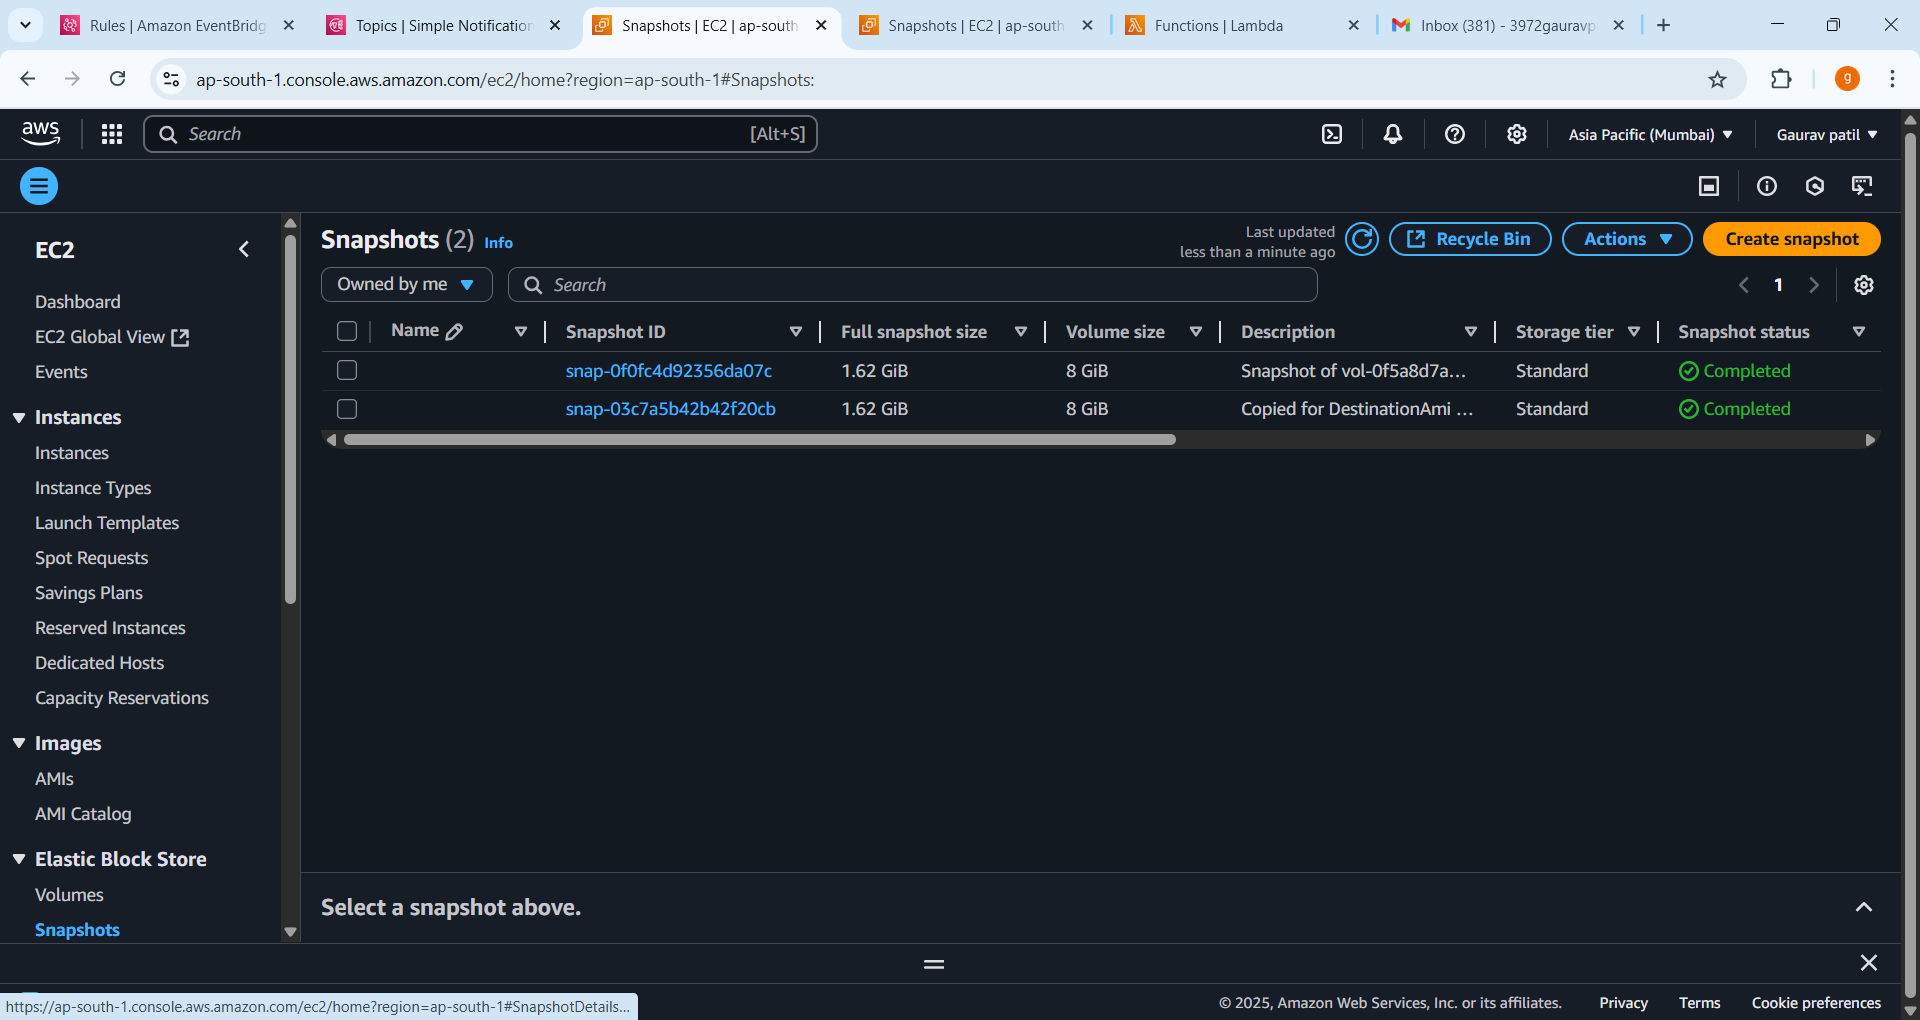 Rules | Amazon EventBridg
Topics | Simple Notification
Snapshots | EC2 | ap-south
Snapshots | EC2 | ap-south
Functions | Lambda
Inbox (381) - 3972gauravp
ap-south-1.console.aws.amazon.com/ec2/home?region=ap-south-1#Snapshots:
g
aws
Search
[Alt+S]
Asia Pacific (Mumbai)
Gaurav patil
EC2
Dashboard
EC2 Global View
Events
Instances
Instances
Instance Types
Launch Templates
Spot Requests
Savings Plans
Reserved Instances
Dedicated Hosts
Capacity Reservations
Images
AMIs
AMI Catalog
Elastic Block Store
Volumes
Snapshots
Snapshots (2) Info
Last updated
less than a minute ago
Recycle Bin
Actions
Create snapshot
Owned by me
Search
1
Name Snapshot ID Full snapshot size Volume size Description Storage tier Snapshot status
snap-0f0fc4d92356da07c 1.62 GiB 8 GiB Snapshot of vol-0f5a8d7a... Standard Completed
snap-03c7a5b42b42f20cb 1.62 GiB 8 GiB Copied for DestinationAmi ... Standard Completed
Select a snapshot above.
https://ap-south-1.console.aws.amazon.com/ec2/home?region=ap-south-1#SnapshotDetails...
© 2025, Amazon Web Services, Inc. or its affiliates. Privacy Terms Cookie preferences